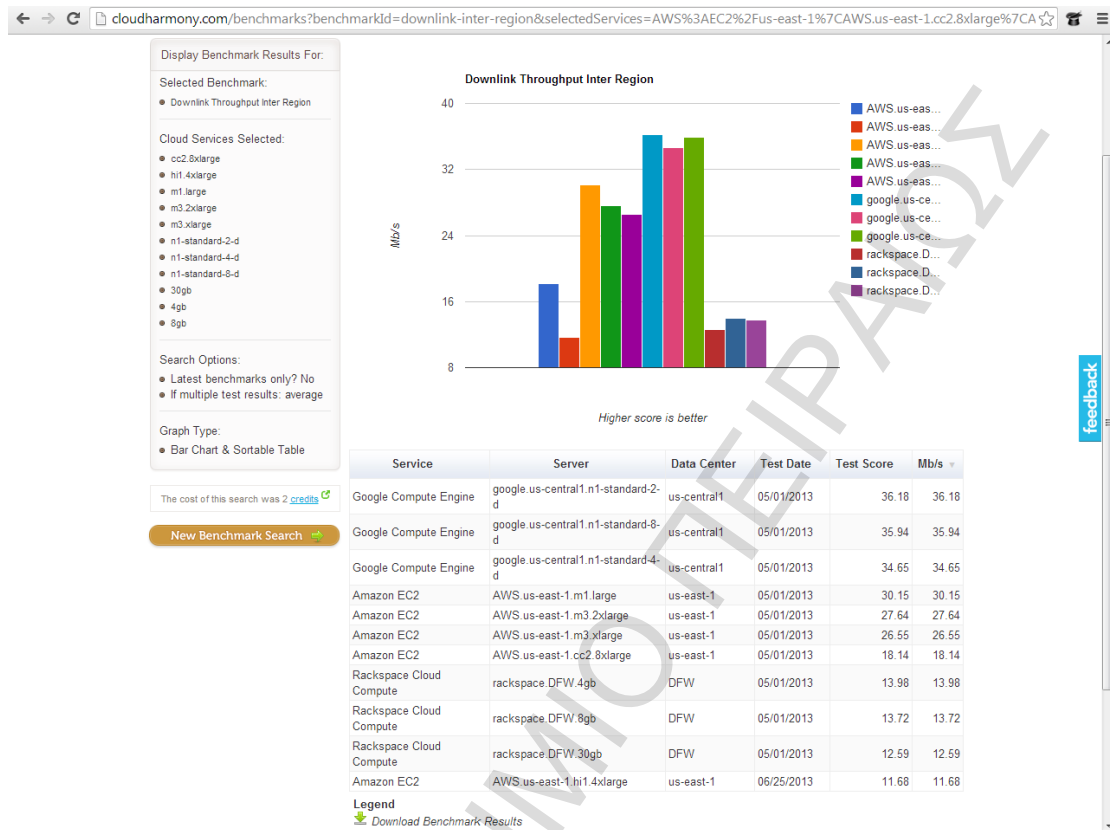 cloudharmony.com/benchmarks?benchmarkId=downlink-inter-region&selectedServices=AWS%3AEC2%2Fus-east-1%7CAWS.us-east-1.cc2.8xlarge%7CA
Display Benchmark Results For:
Selected Benchmark:
Downlink Throughput Inter Region
Cloud Services Selected:
cc2.8xlarge
hi1.4xlarge
m1.large
m3.2xlarge
m3.xlarge
n1-standard-2-d
n1-standard-4-d
n1-standard-8-d
30gb
4gb
8gb
Search Options:
Latest benchmarks only? No
If multiple test results: average
Graph Type:
Bar Chart & Sortable Table
The cost of this search was 2 credits
New Benchmark Search
Downlink Throughput Inter Region
40
32
24
16
8
Mb/s
AWS.us-eas...
AWS.us-eas...
AWS.us-eas...
AWS.us-eas...
AWS.us-eas...
google.us-ce...
google.us-ce...
google.us-ce...
rackspace.D...
rackspace.D...
rackspace.D...
Higher score is better
Service Server Data Center Test Date Test Score Mb/s
Google Compute Engine google.us-central1.n1-standard-2-d us-central1 05/01/2013 36.18 36.18
Google Compute Engine google.us-central1.n1-standard-8-d us-central1 05/01/2013 35.94 35.94
Google Compute Engine google.us-central1.n1-standard-4-d us-central1 05/01/2013 34.65 34.65
Amazon EC2 AWS.us-east-1.m1.large us-east-1 05/01/2013 30.15 30.15
Amazon EC2 AWS.us-east-1.m3.2xlarge us-east-1 05/01/2013 27.64 27.64
Amazon EC2 AWS.us-east-1.m3.xlarge us-east-1 05/01/2013 26.55 26.55
Amazon EC2 AWS.us-east-1.cc2.8xlarge us-east-1 05/01/2013 18.14 18.14
Rackspace Cloud Compute rackspace.DFW.4gb DFW 05/01/2013 13.98 13.98
Rackspace Cloud Compute rackspace.DFW.8gb DFW 05/01/2013 13.72 13.72
Rackspace Cloud Compute rackspace.DFW.30gb DFW 05/01/2013 12.59 12.59
Amazon EC2 AWS.us-east-1.hi1.4xlarge us-east-1 06/25/2013 11.68 11.68
Legend
Download Benchmark Results
feedback
ΠΕΙΡΑΙΩΣ